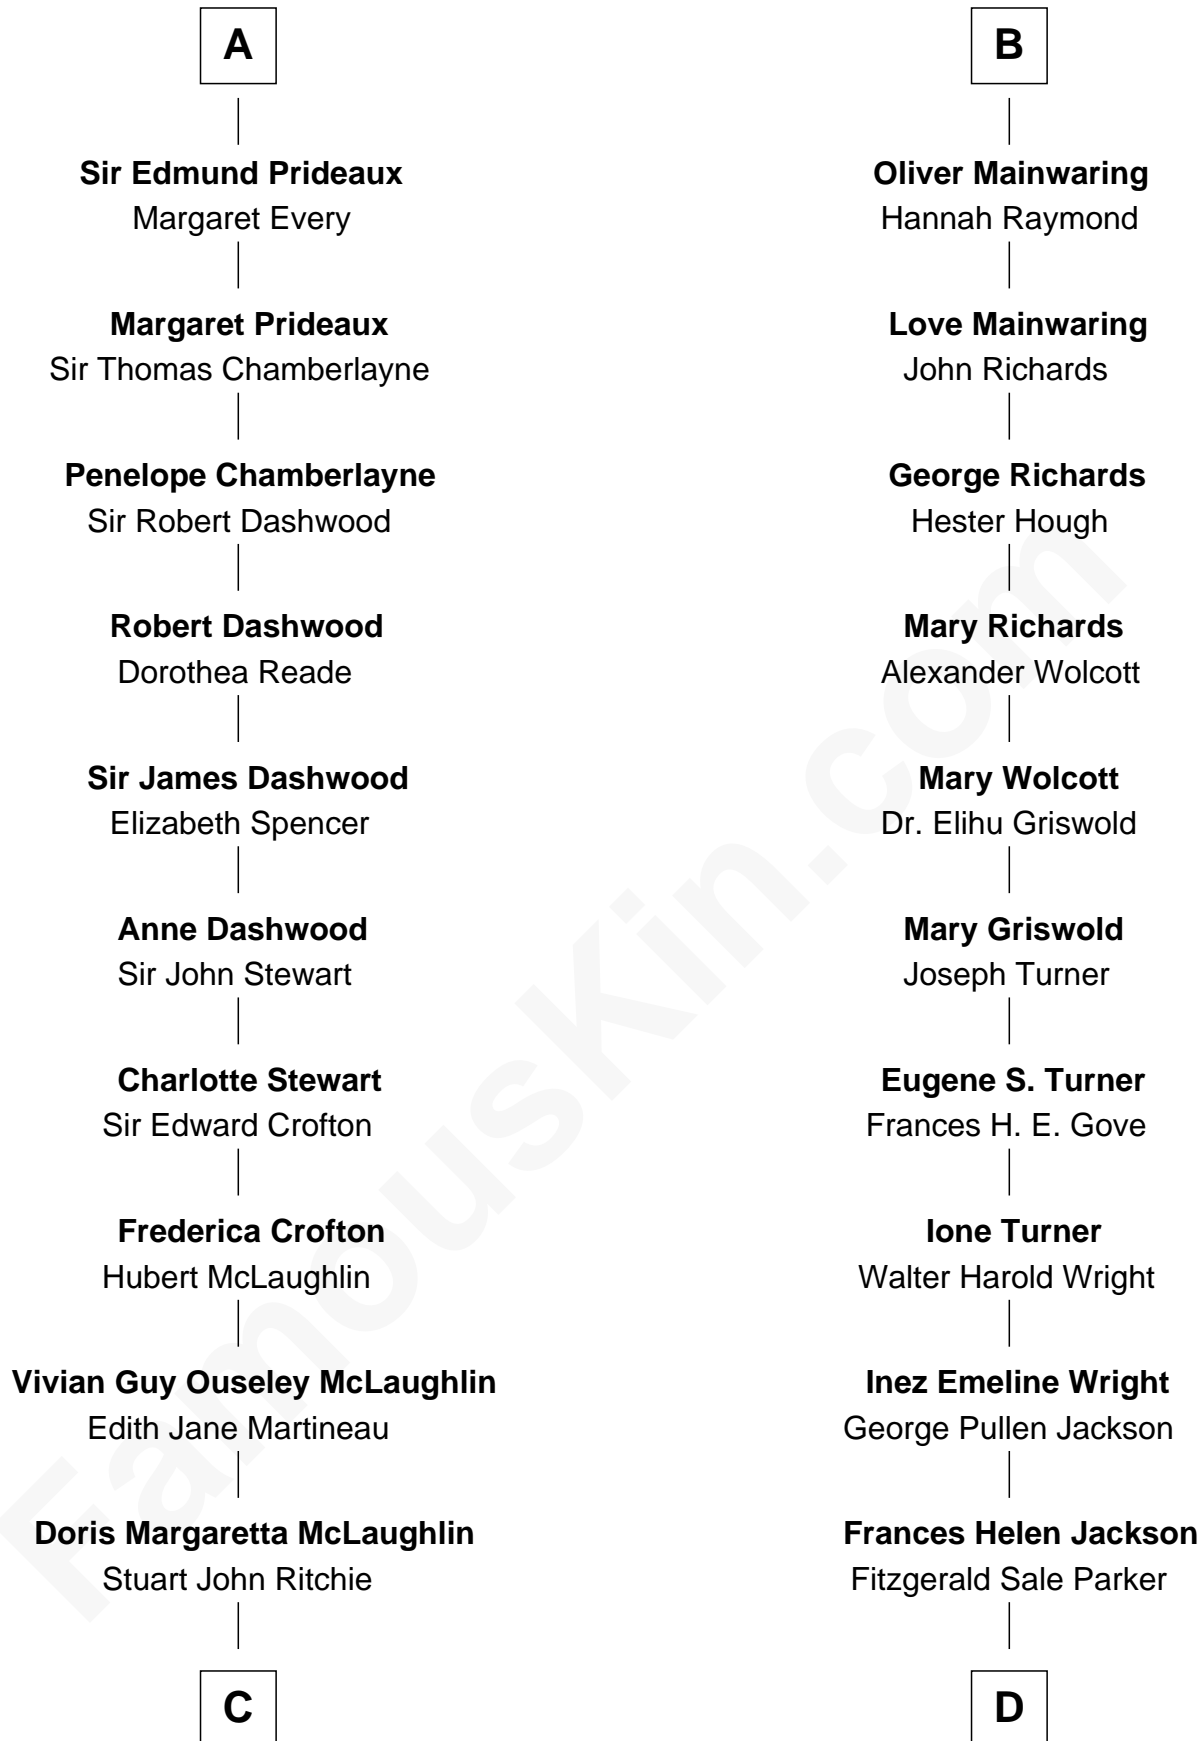 A
Sir Edmund Prideaux
Margaret Every
Margaret Prideaux
Sir Thomas Chamberlayne
Penelope Chamberlayne
Sir Robert Dashwood
Robert Dashwood
Dorothea Reade
Sir James Dashwood
Elizabeth Spencer
Anne Dashwood
Sir John Stewart
Charlotte Stewart
Sir Edward Crofton
Frederica Crofton
Hubert McLaughlin
Vivian Guy Ouseley McLaughlin
Edith Jane Martineau
Doris Margaretta McLaughlin
Stuart John Ritchie
C
B
Oliver Mainwaring
Hannah Raymond
Love Mainwaring
John Richards
George Richards
Hester Hough
Mary Richards
Alexander Wolcott
Mary Wolcott
Dr. Elihu Griswold
Mary Griswold
Joseph Turner
Eugene S. Turner
Frances H. E. Gove
Ione Turner
Walter Harold Wright
Inez Emeline Wright
George Pullen Jackson
Frances Helen Jackson
Fitzgerald Sale Parker
D
FamousKin.com